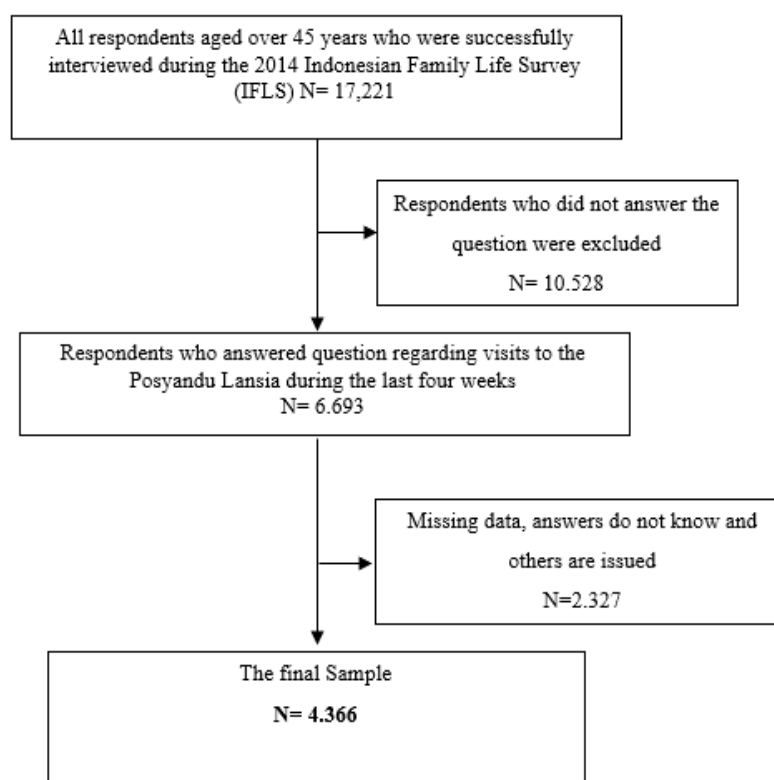 All respondents aged over 45 years who were successfully
interviewed during the 2014 Indonesian Family Life Survey
(IFLS) N= 17,221
Respondents who did not answer the
question were excluded
N= 10.528
Respondents who answered question regarding visits to the
Posyandu Lansia during the last four weeks
N= 6.693
Missing data, answers do not know and
others are issued
N=2.327
The final Sample
N= 4.366